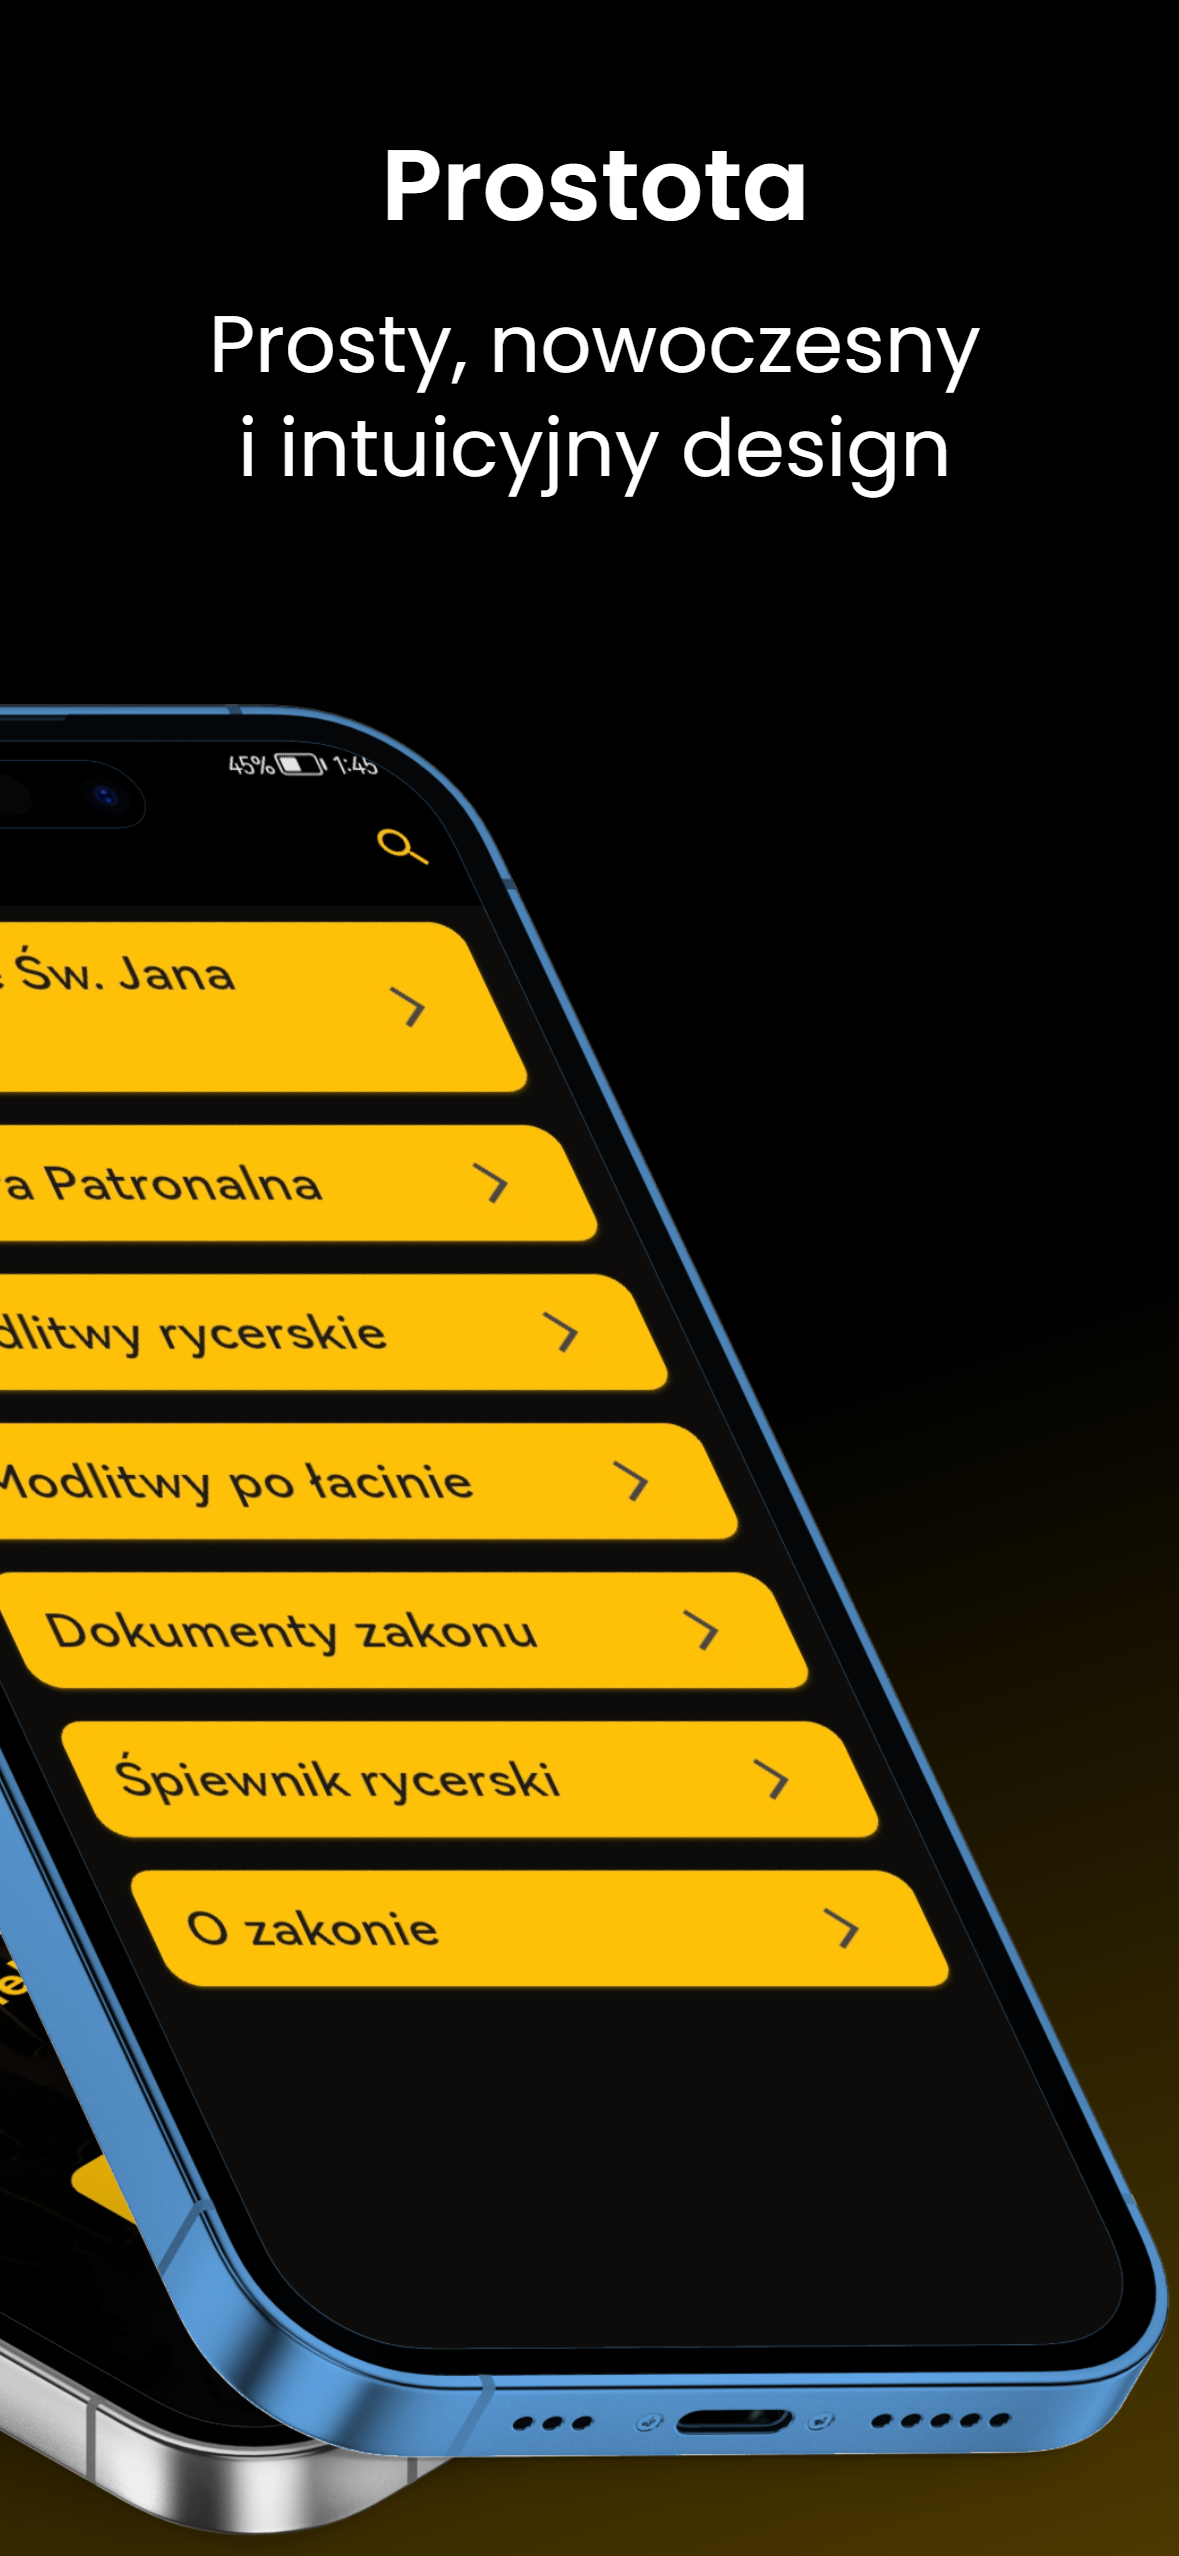 Prostota
Prosty, nowoczesny
i intuicyjny design
45% 1:45
Św. Jana
Patronalna
rycerskie
Modlitwy po łacinie
Dokumenty zakonu
Śpiewnik rycerski
O zakonie